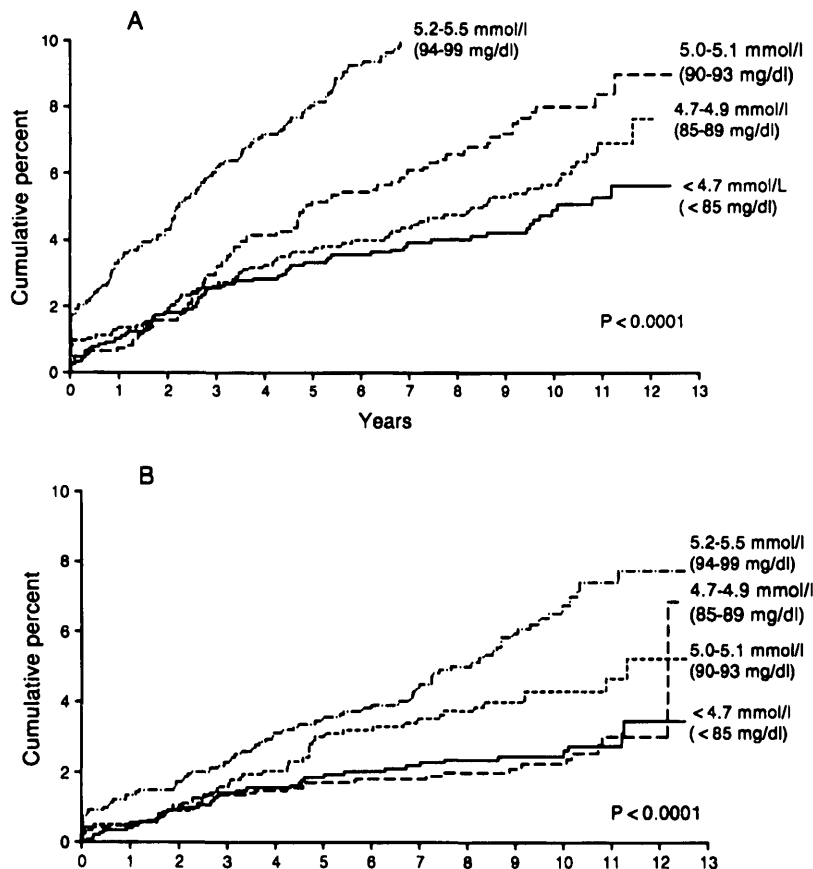 A
10
8
6
4
2
0
Cumulative percent
5.2-5.5 mmol/l
(94-99 mg/dl)
5.0-5.1 mmol/l
(90-93 mg/dl)
4.7-4.9 mmol/l
(85-89 mg/dl)
<4.7 mmol/L
(<85 mg/dl)
P<0.0001
0 1 2 3 4 5 6 7 8 9 10 11 12 13
Years
B
10
8
6
4
2
0
Cumulative percent
5.2-5.5 mmol/l
(94-99 mg/dl)
4.7-4.9 mmol/l
(85-89 mg/dl)
5.0-5.1 mmol/l
(90-93 mg/dl)
<4.7 mmol/l
(<85 mg/dl)
P<0.0001
0 1 2 3 4 5 6 7 8 9 10 11 12 13